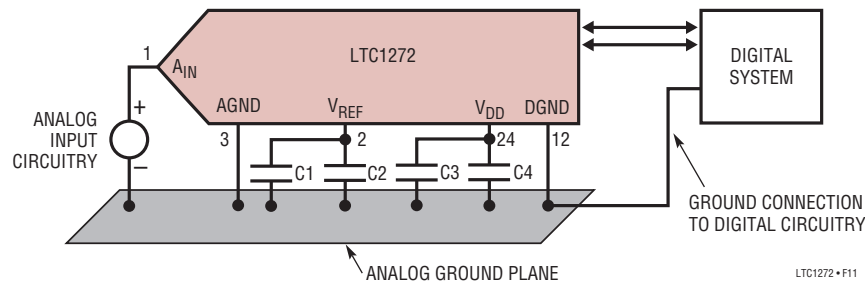 1
A_IN
LTC1272
DIGITAL
SYSTEM
AGND
V_REF
V_DD
DGND
+
ANALOG
INPUT
CIRCUITRY
–
3
2
24
12
C1
C2
C3
C4
GROUND CONNECTION
TO DIGITAL CIRCUITRY
ANALOG GROUND PLANE
LTC1272 • F11